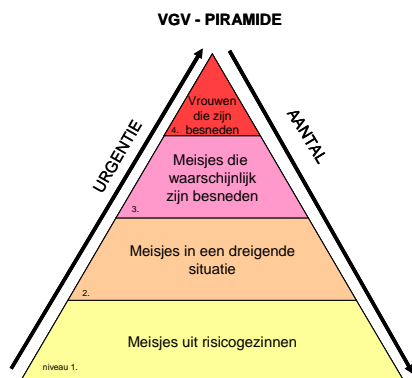 VGV - PIRAMIDE
URGENTIE
AANTAL
Vrouwen
die zijn
besneden
4.
Meisjes die
waarschijnlijk
zijn besneden
3.
Meisjes in een dreigende
situatie
2.
Meisjes uit risicogezinnen
niveau 1.